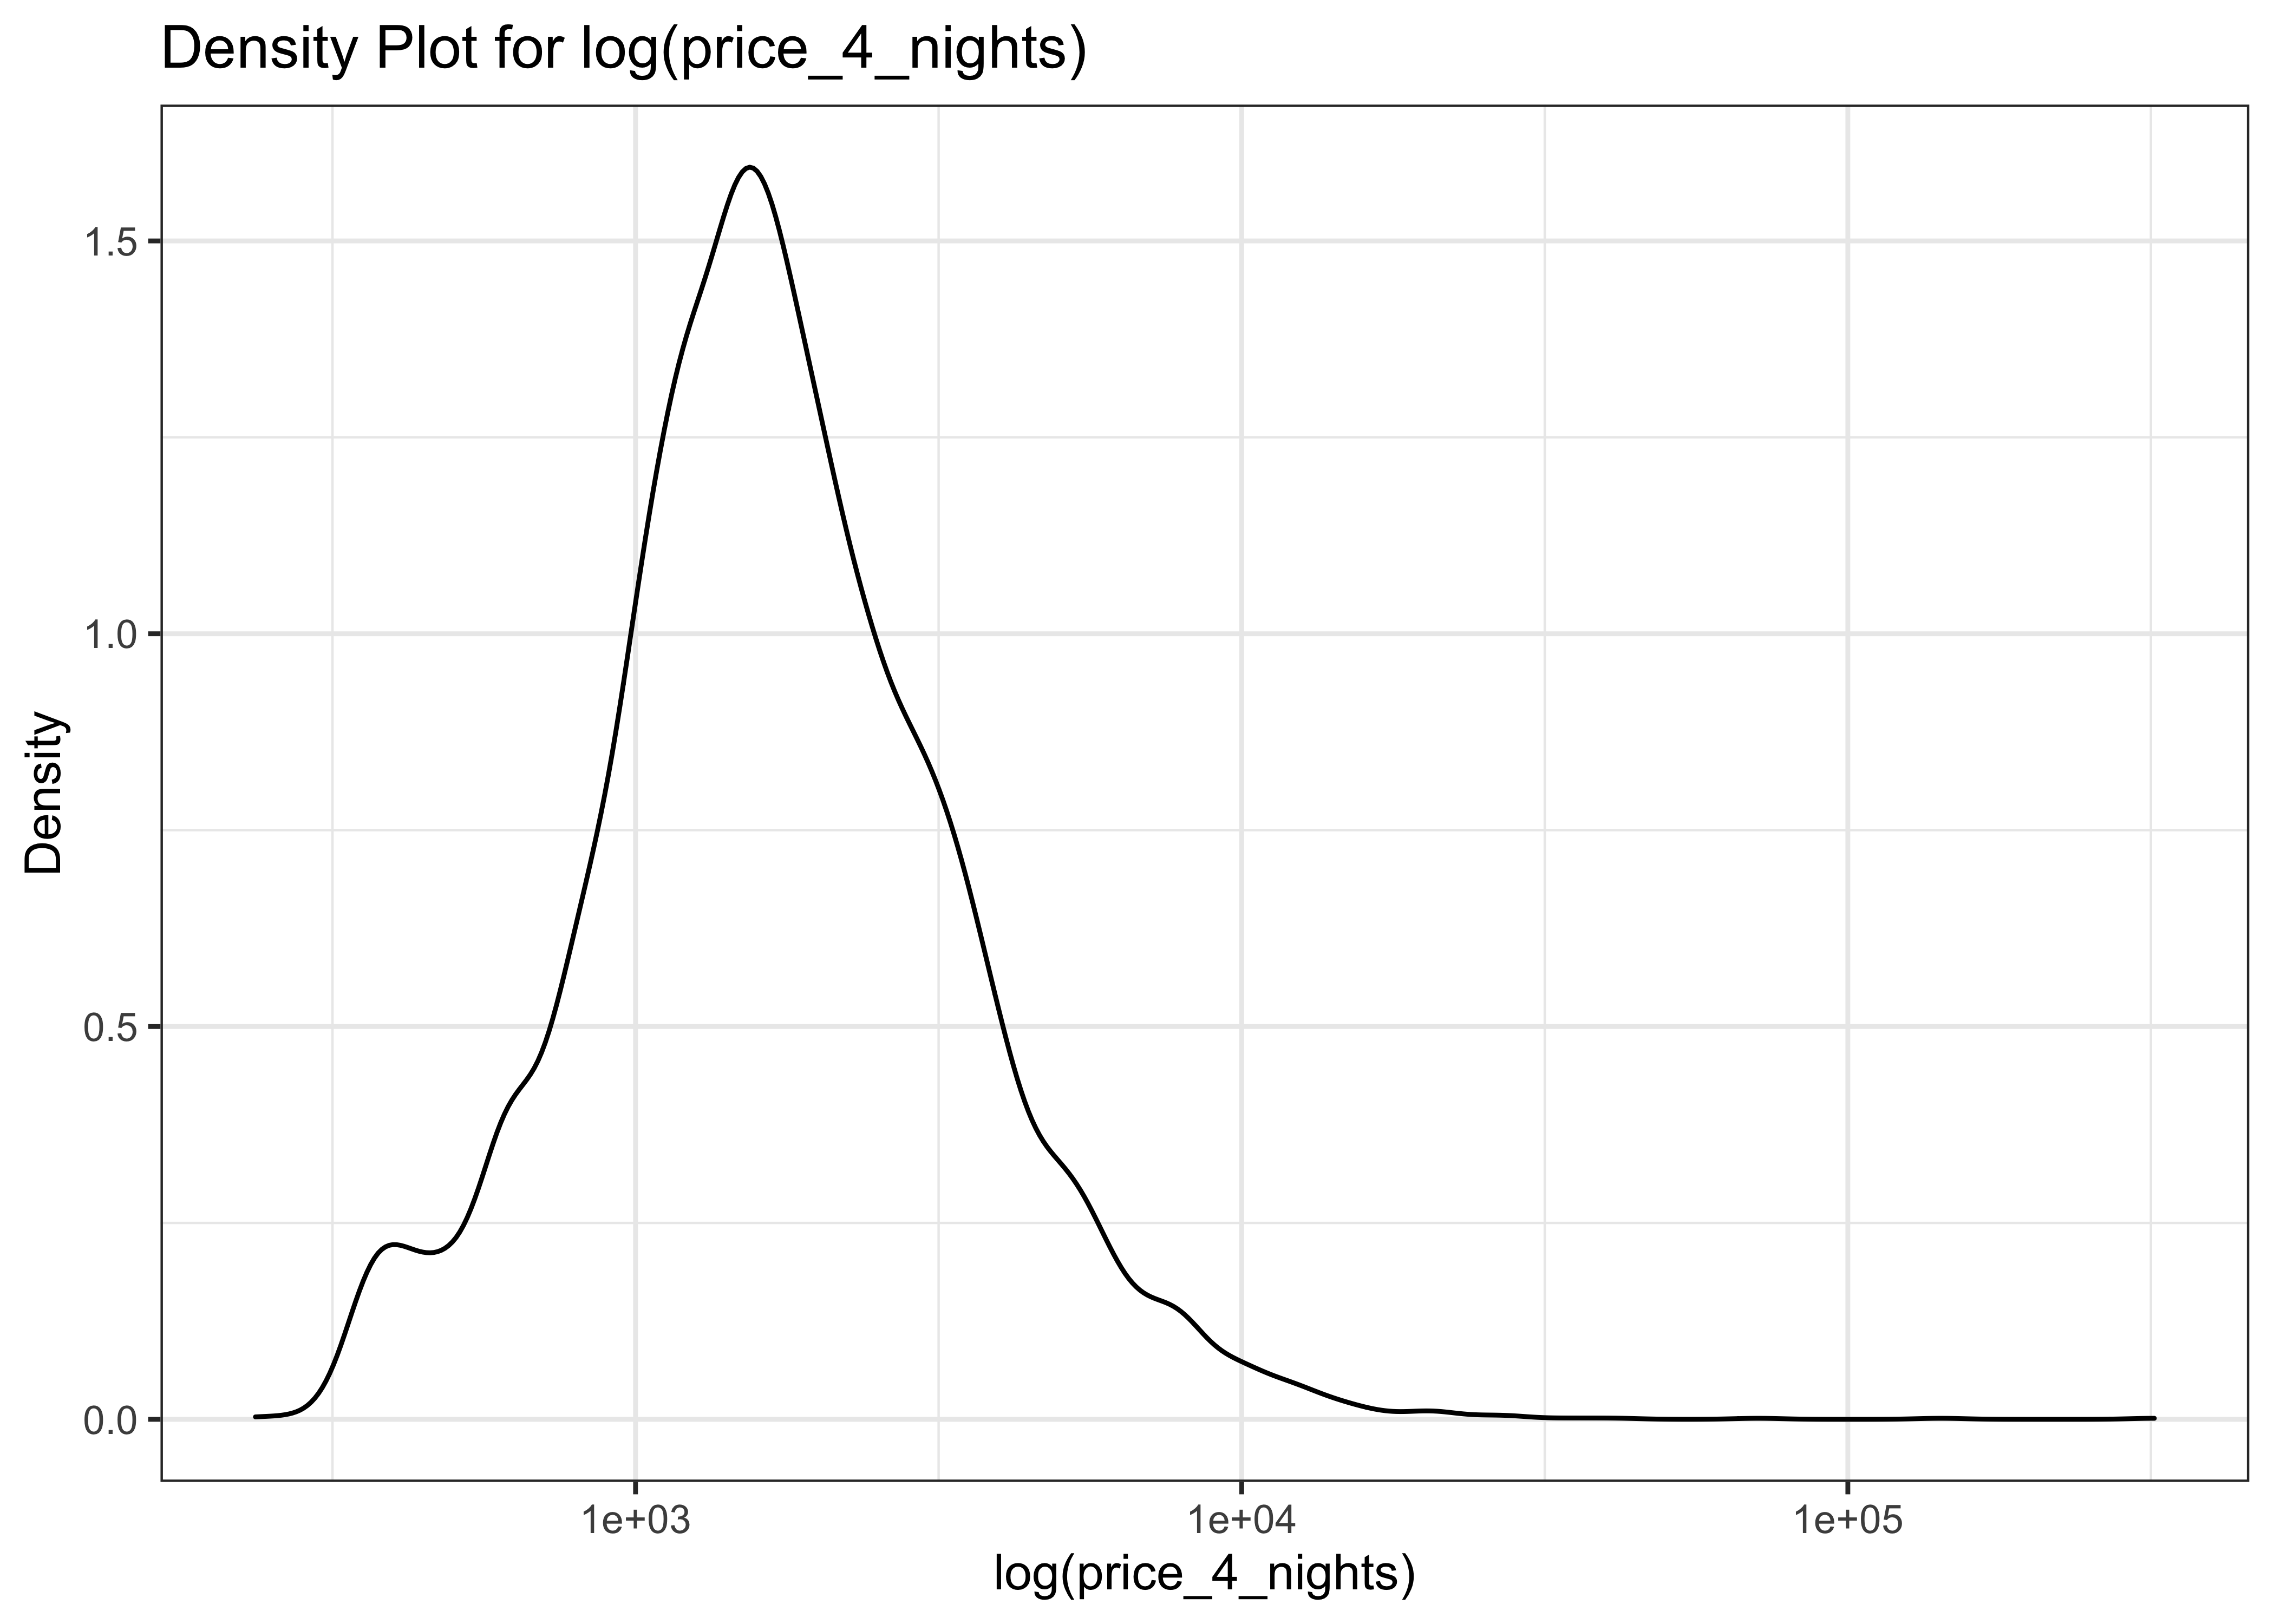 Density Plot for log(price_4_nights)
1.5
1.0
0.5
0.0
Density
1e+03
1e+04
1e+05
log(price_4_nights)